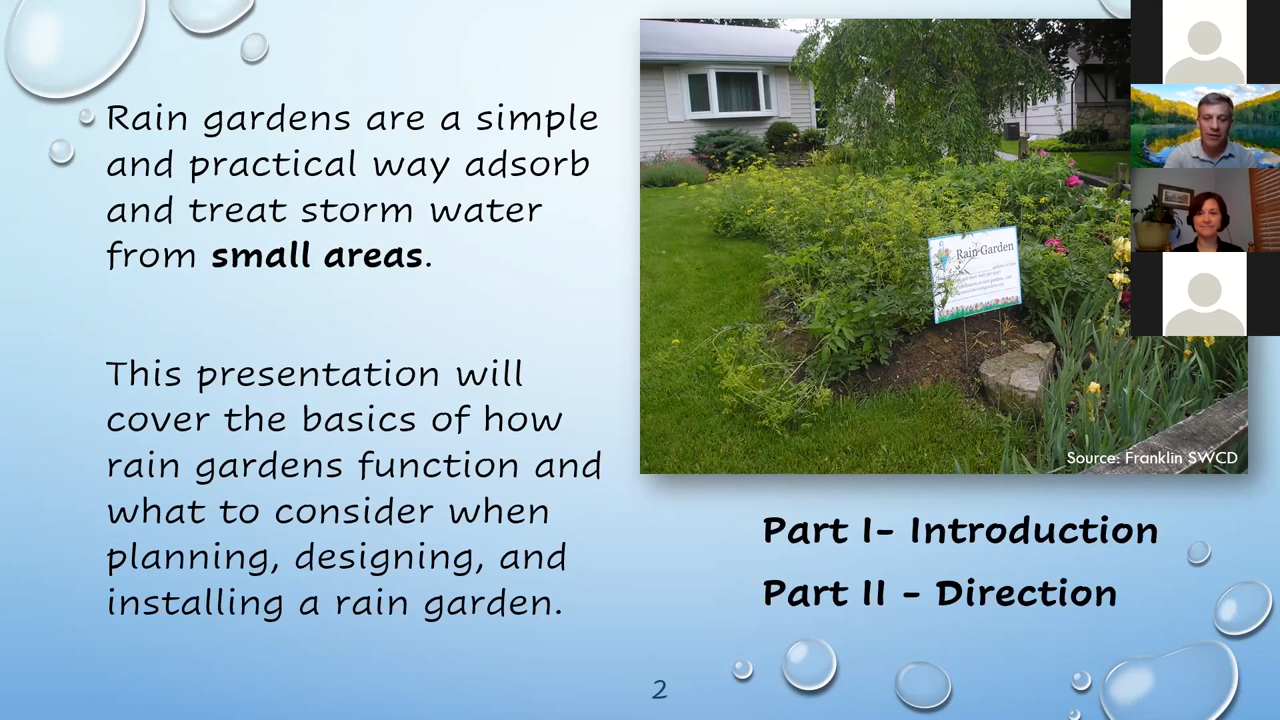 Rain gardens are a simple
and practical way adsorb
and treat storm water
from small areas.
This presentation will
cover the basics of how
rain gardens function and
what to consider when
planning, designing, and
installing a rain garden.
Rain Garden
Source: Franklin SWCD
Part I- Introduction
Part II - Direction
2